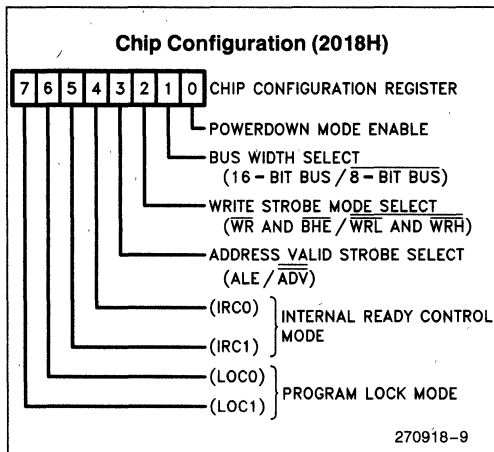 Chip Configuration (2018H)
7 6 5 4 3 2 1 0 CHIP CONFIGURATION REGISTER
POWERDOWN MODE ENABLE
BUS WIDTH SELECT
(16-BIT BUS / 8-BIT BUS)
WRITE STROBE MODE SELECT
(WR AND BHE / WRL AND WRH)
ADDRESS VALID STROBE SELECT
(ALE / ADV)
(IRC0) INTERNAL READY CONTROL
MODE
(IRC1)
(LOC0) PROGRAM LOCK MODE
(LOC1)
270918-9